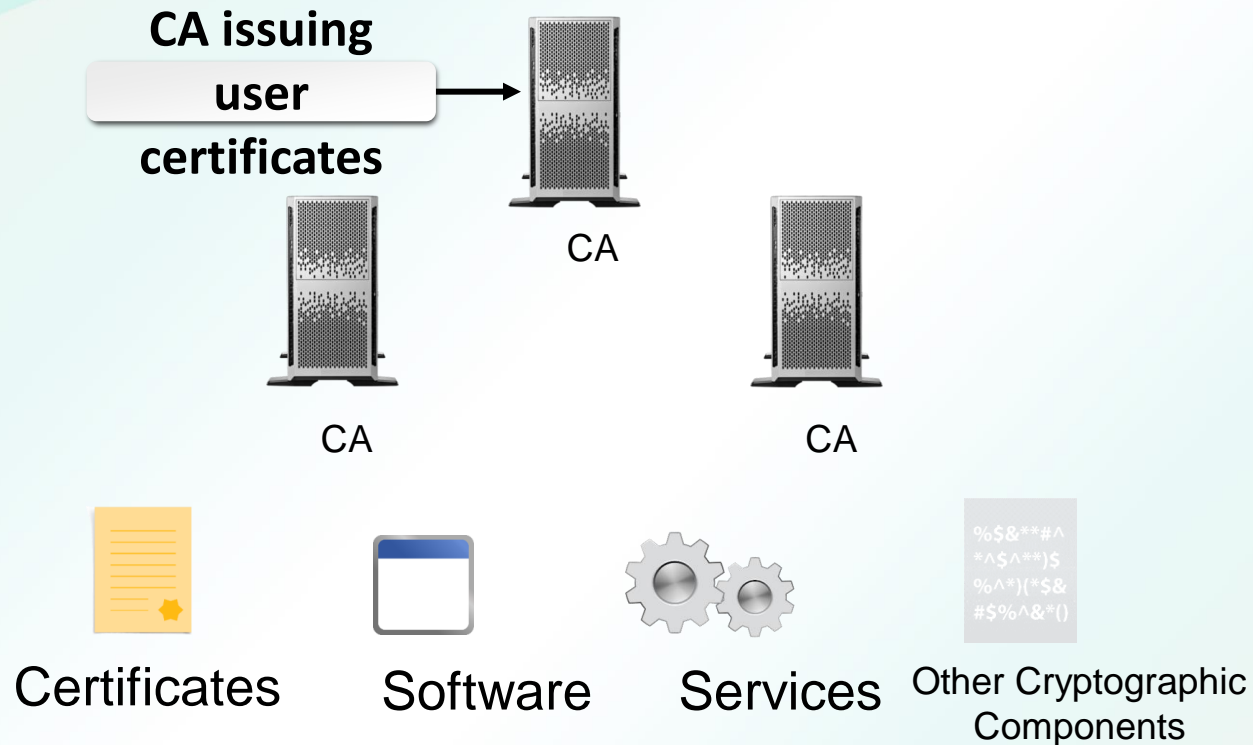 CA issuing
user
certificates
CA
CA
CA
%$&**#^
*^$^**)$
%^*)(*$&
#$%^&*()
Certificates
Software
Services
Other Cryptographic
Components